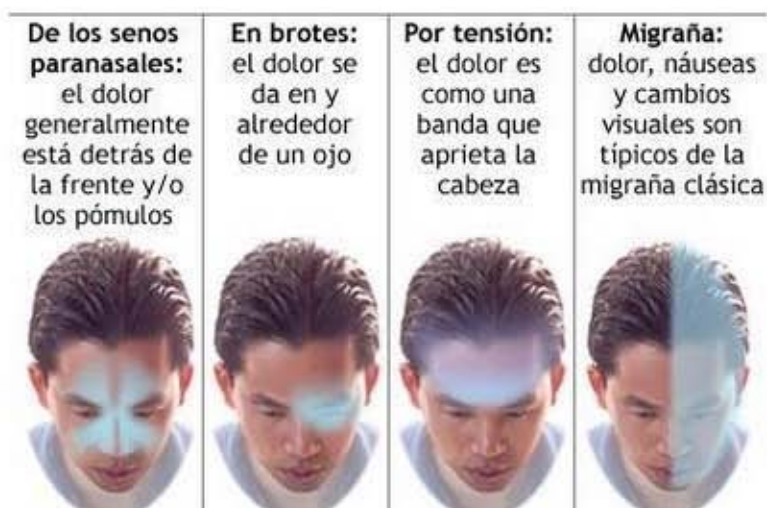 De los senos
paranasales:
el dolor
generalmente
está detrás de
la frente y/o
los pómulos
En brotes:
el dolor se
da en y
alrededor
de un ojo
Por tensión:
el dolor es
como una
banda que
aprieta la
cabeza
Migraña:
dolor, náuseas
y cambios
visuales son
típicos de la
migraña clásica